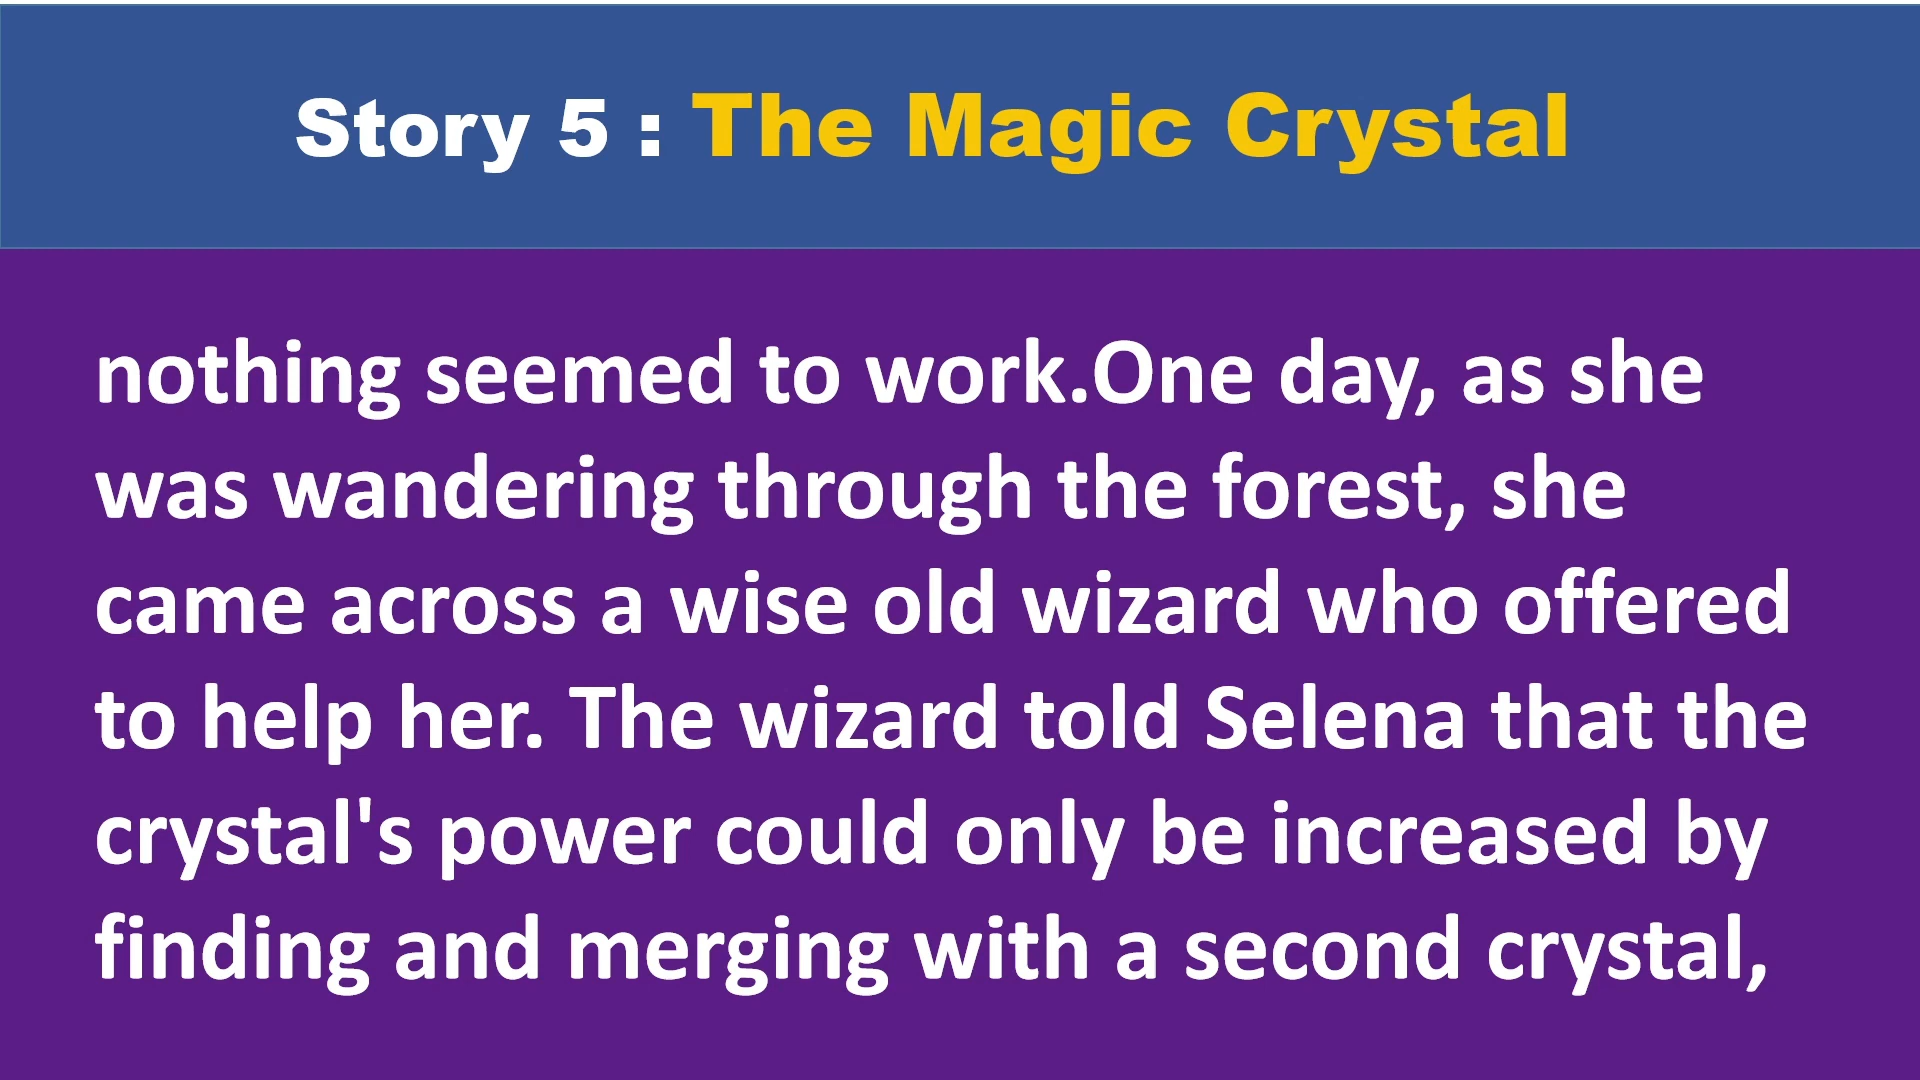 Story 5 : The Magic Crystal
nothing seemed to work.One day, as she
was wandering through the forest, she
came across a wise old wizard who offered
to help her. The wizard told Selena that the
crystal's power could only be increased by
finding and merging with a second crystal,